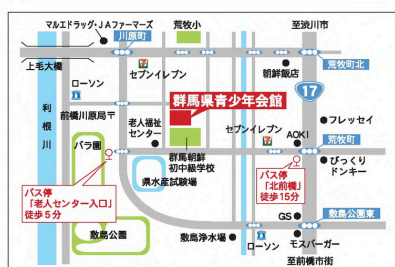 マルエドラッグ・JAファーマーズ
荒牧小
至渋川市
川原町
荒牧町北
上毛大橋
セブンイレブン
朝鮮飯店
ローソン
17
利根川
前橋川原局〒
群馬県青少年会館
フレッセイ
老人福祉
センター
セブンイレブン
AOKI
荒牧町
バラ園
群馬朝鮮
初中級学校
びっくり
ドンキー
バス停
「老人センター入口」
徒歩5分
県水産試験場
バス停
「北前橋」
徒歩15分
GS
敷島公園東
敷島公園
敷島浄水場
ローソン
モスバーガー
至前橋市街